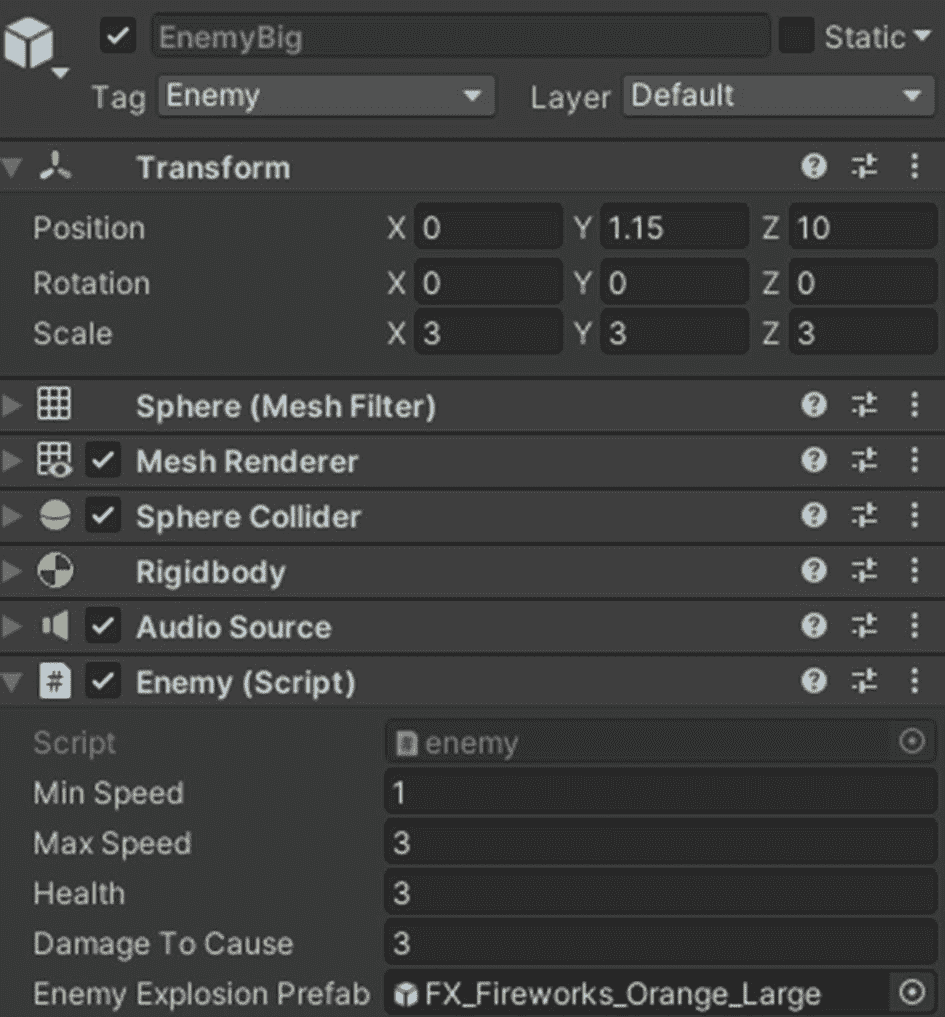 EnemyBig Static
Tag Enemy Layer Default
Transform
Position X 0 Y 1.15 Z 10
Rotation X 0 Y 0 Z 0
Scale X 3 Y 3 Z 3
Sphere (Mesh Filter)
Mesh Renderer
Sphere Collider
Rigidbody
Audio Source
# Enemy (Script)
Script enemy
Min Speed 1
Max Speed 3
Health 3
Damage To Cause 3
Enemy Explosion Prefab FX_Fireworks_Orange_Large